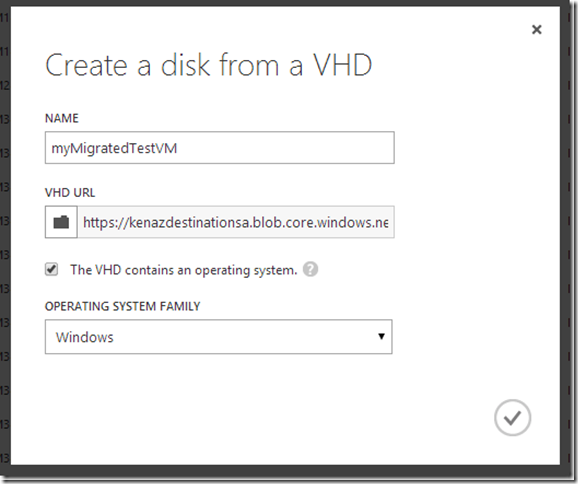 Create a disk from a VHD
NAME
myMigratedTestVM
VHD URL
https://kenazdestinationsa.blob.core.windows.ne
The VHD contains an operating system. ?
OPERATING SYSTEM FAMILY
Windows